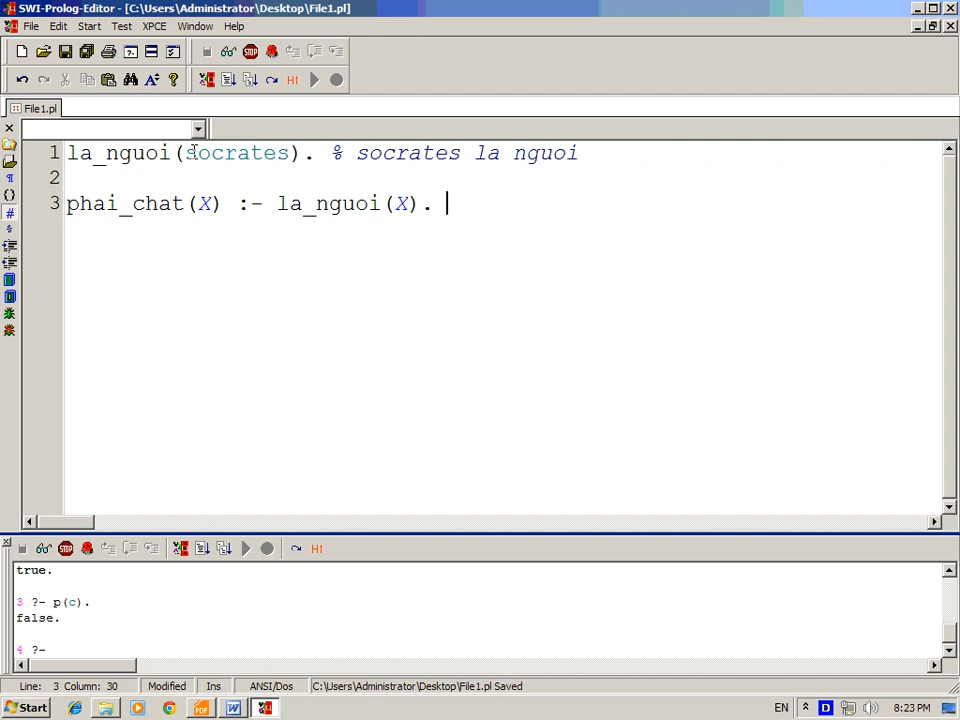 SWI-Prolog-Editor - [C:\Users\Administrator\Desktop\File1.pl]
File Edit Start Test XPCE Window Help
File1.pl
1 la_nguoi(socrates). % socrates la nguoi
2
3 phai_chat(X) :- la_nguoi(X).
true.
3 ?- p(c).
false.
4 ?-
Line: 3 Column: 30 Modified Ins ANSI/Dos C:\Users\Administrator\Desktop\File1.pl Saved
Start EN 8:23 PM